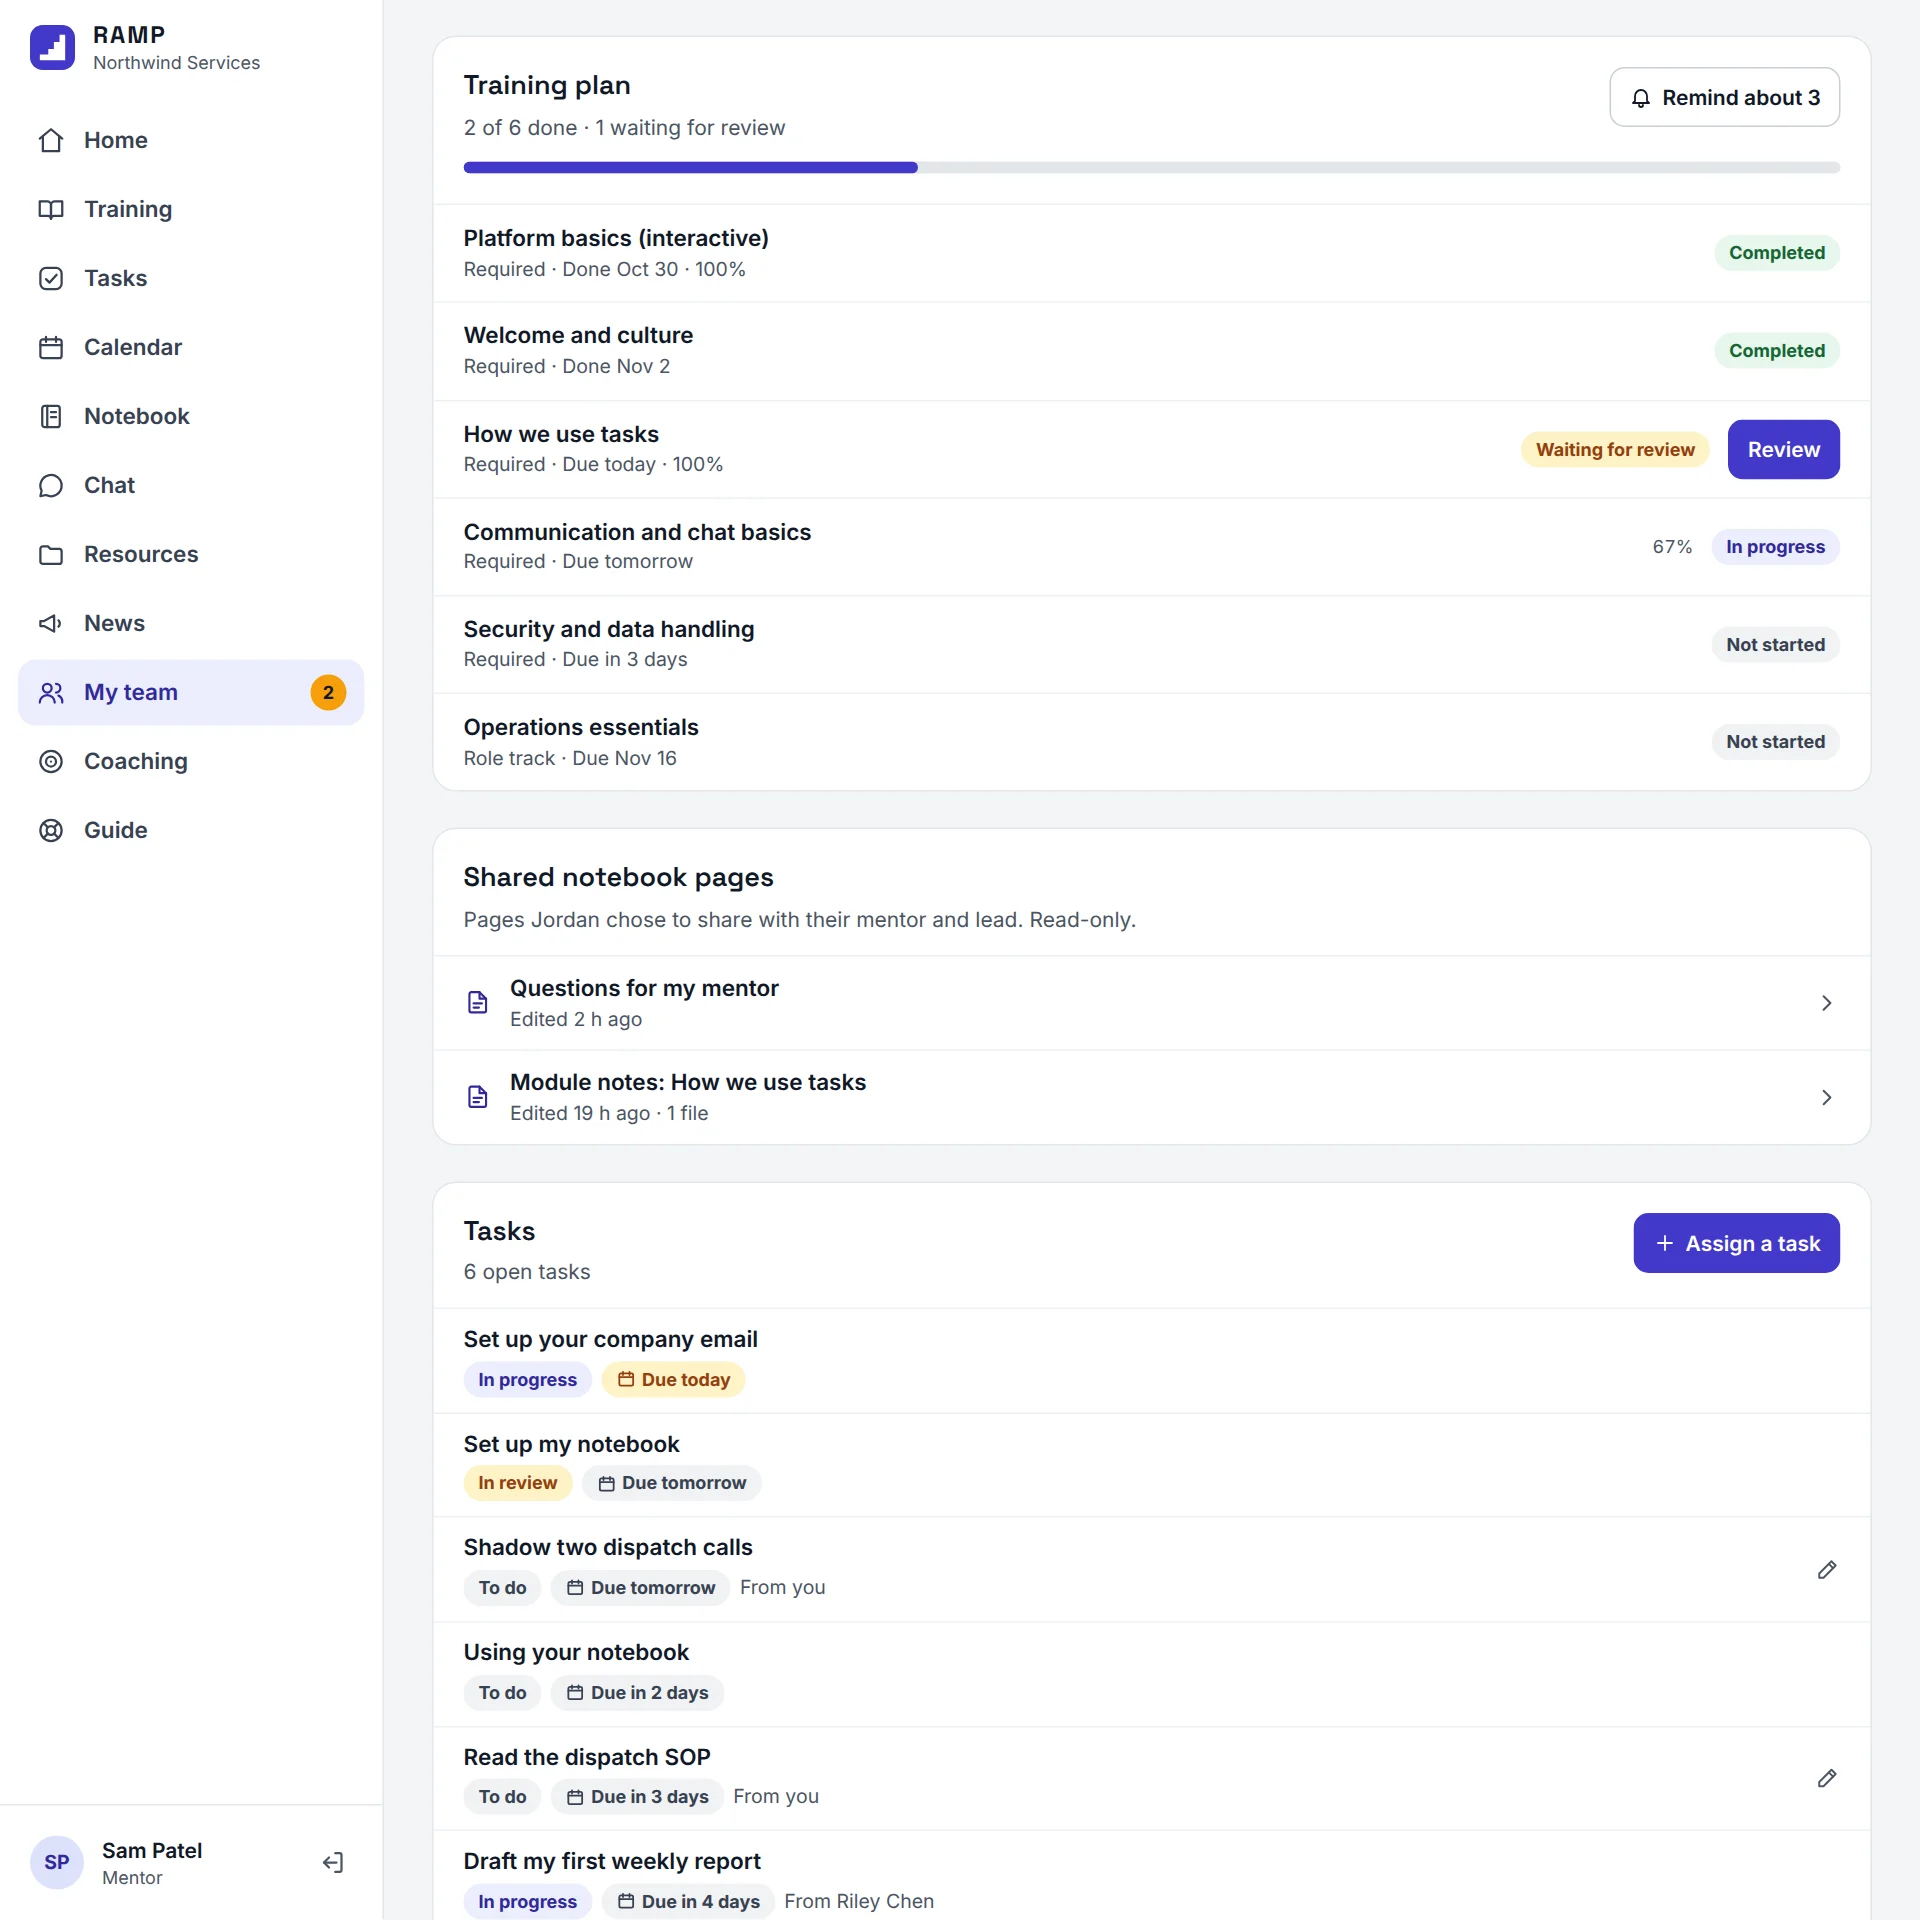 RAMP
Northwind Services
Home
Training
Tasks
Calendar
Notebook
Chat
Resources
News
My team 2
Coaching
Guide
SP
Sam Patel
Mentor
Training plan
2 of 6 done · 1 waiting for review
Remind about 3
Platform basics (interactive)
Required · Done Oct 30 · 100%
Completed
Welcome and culture
Required · Done Nov 2
Completed
How we use tasks
Required · Due today · 100%
Waiting for review
Review
Communication and chat basics
Required · Due tomorrow
67% In progress
Security and data handling
Required · Due in 3 days
Not started
Operations essentials
Role track · Due Nov 16
Not started
Shared notebook pages
Pages Jordan chose to share with their mentor and lead. Read-only.
Questions for my mentor
Edited 2 h ago
Module notes: How we use tasks
Edited 19 h ago · 1 file
Tasks
6 open tasks
Assign a task
Set up your company email
In progress Due today
Set up my notebook
In review Due tomorrow
Shadow two dispatch calls
To do Due tomorrow From you
Using your notebook
To do Due in 2 days
Read the dispatch SOP
To do Due in 3 days From you
Draft my first weekly report
In progress Due in 4 days From Riley Chen